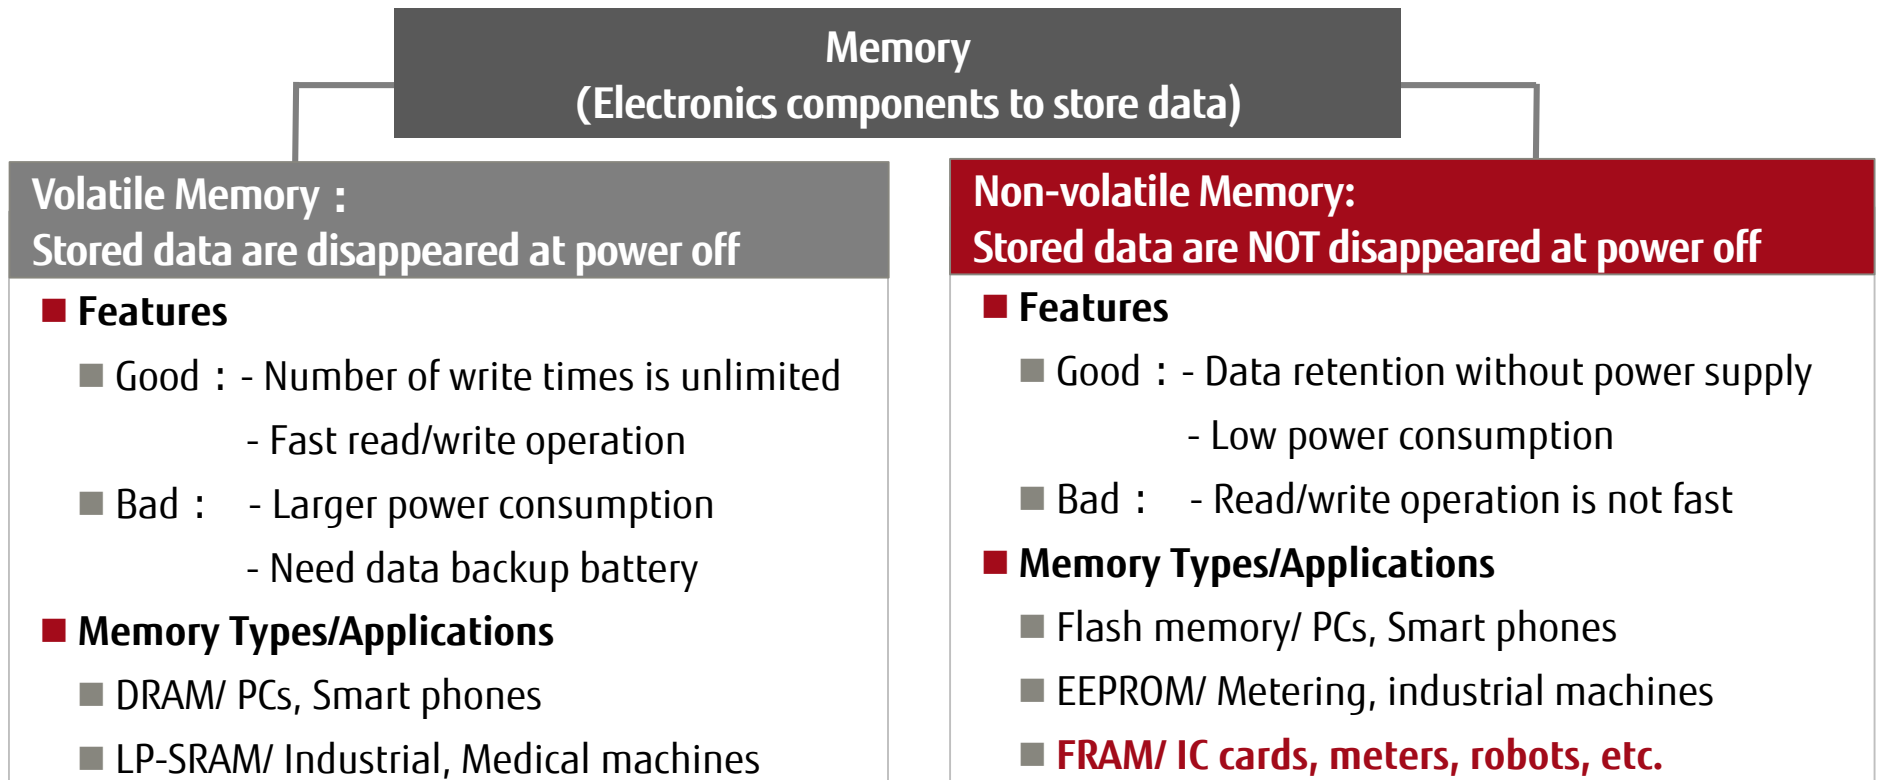 Memory
(Electronics components to store data)
Volatile Memory：
Stored data are disappeared at power off
■ Features
■ Good：- Number of write times is unlimited
- Fast read/write operation
■ Bad： - Larger power consumption
- Need data backup battery
■ Memory Types/Applications
■ DRAM/ PCs, Smart phones
■ LP-SRAM/ Industrial, Medical machines
Non-volatile Memory:
Stored data are NOT disappeared at power off
■ Features
■ Good：- Data retention without power supply
- Low power consumption
■ Bad： - Read/write operation is not fast
■ Memory Types/Applications
■ Flash memory/ PCs, Smart phones
■ EEPROM/ Metering, industrial machines
■ FRAM/ IC cards, meters, robots, etc.